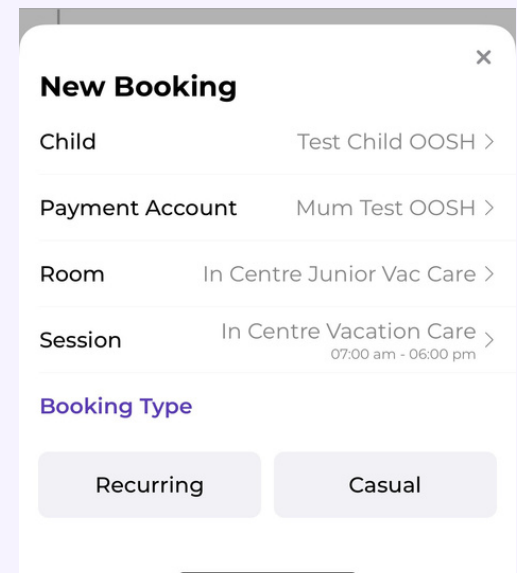 New Booking
Child Test Child OOSH
Payment Account Mum Test OOSH
Room In Centre Junior Vac Care
Session In Centre Vacation Care
07:00 am - 06:00 pm
Booking Type
Recurring Casual